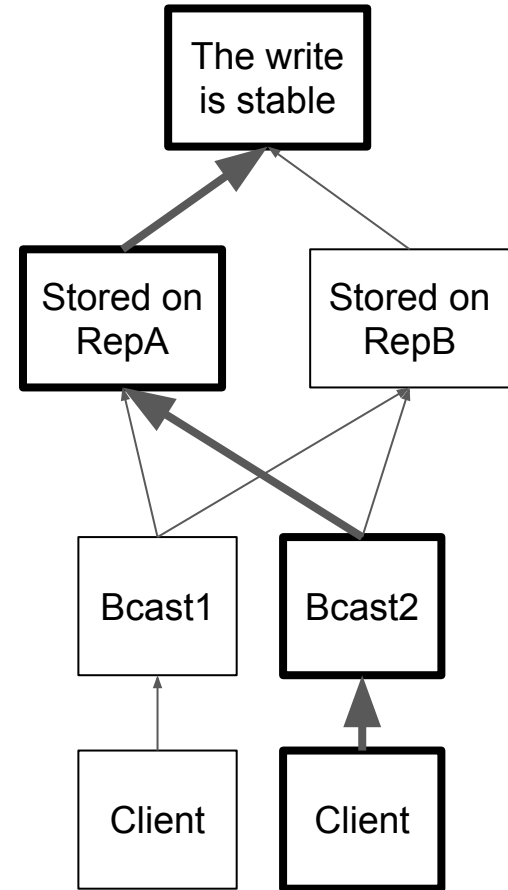 The write
is stable
Stored on
RepA
Stored on
RepB
Bcast1
Bcast2
Client
Client